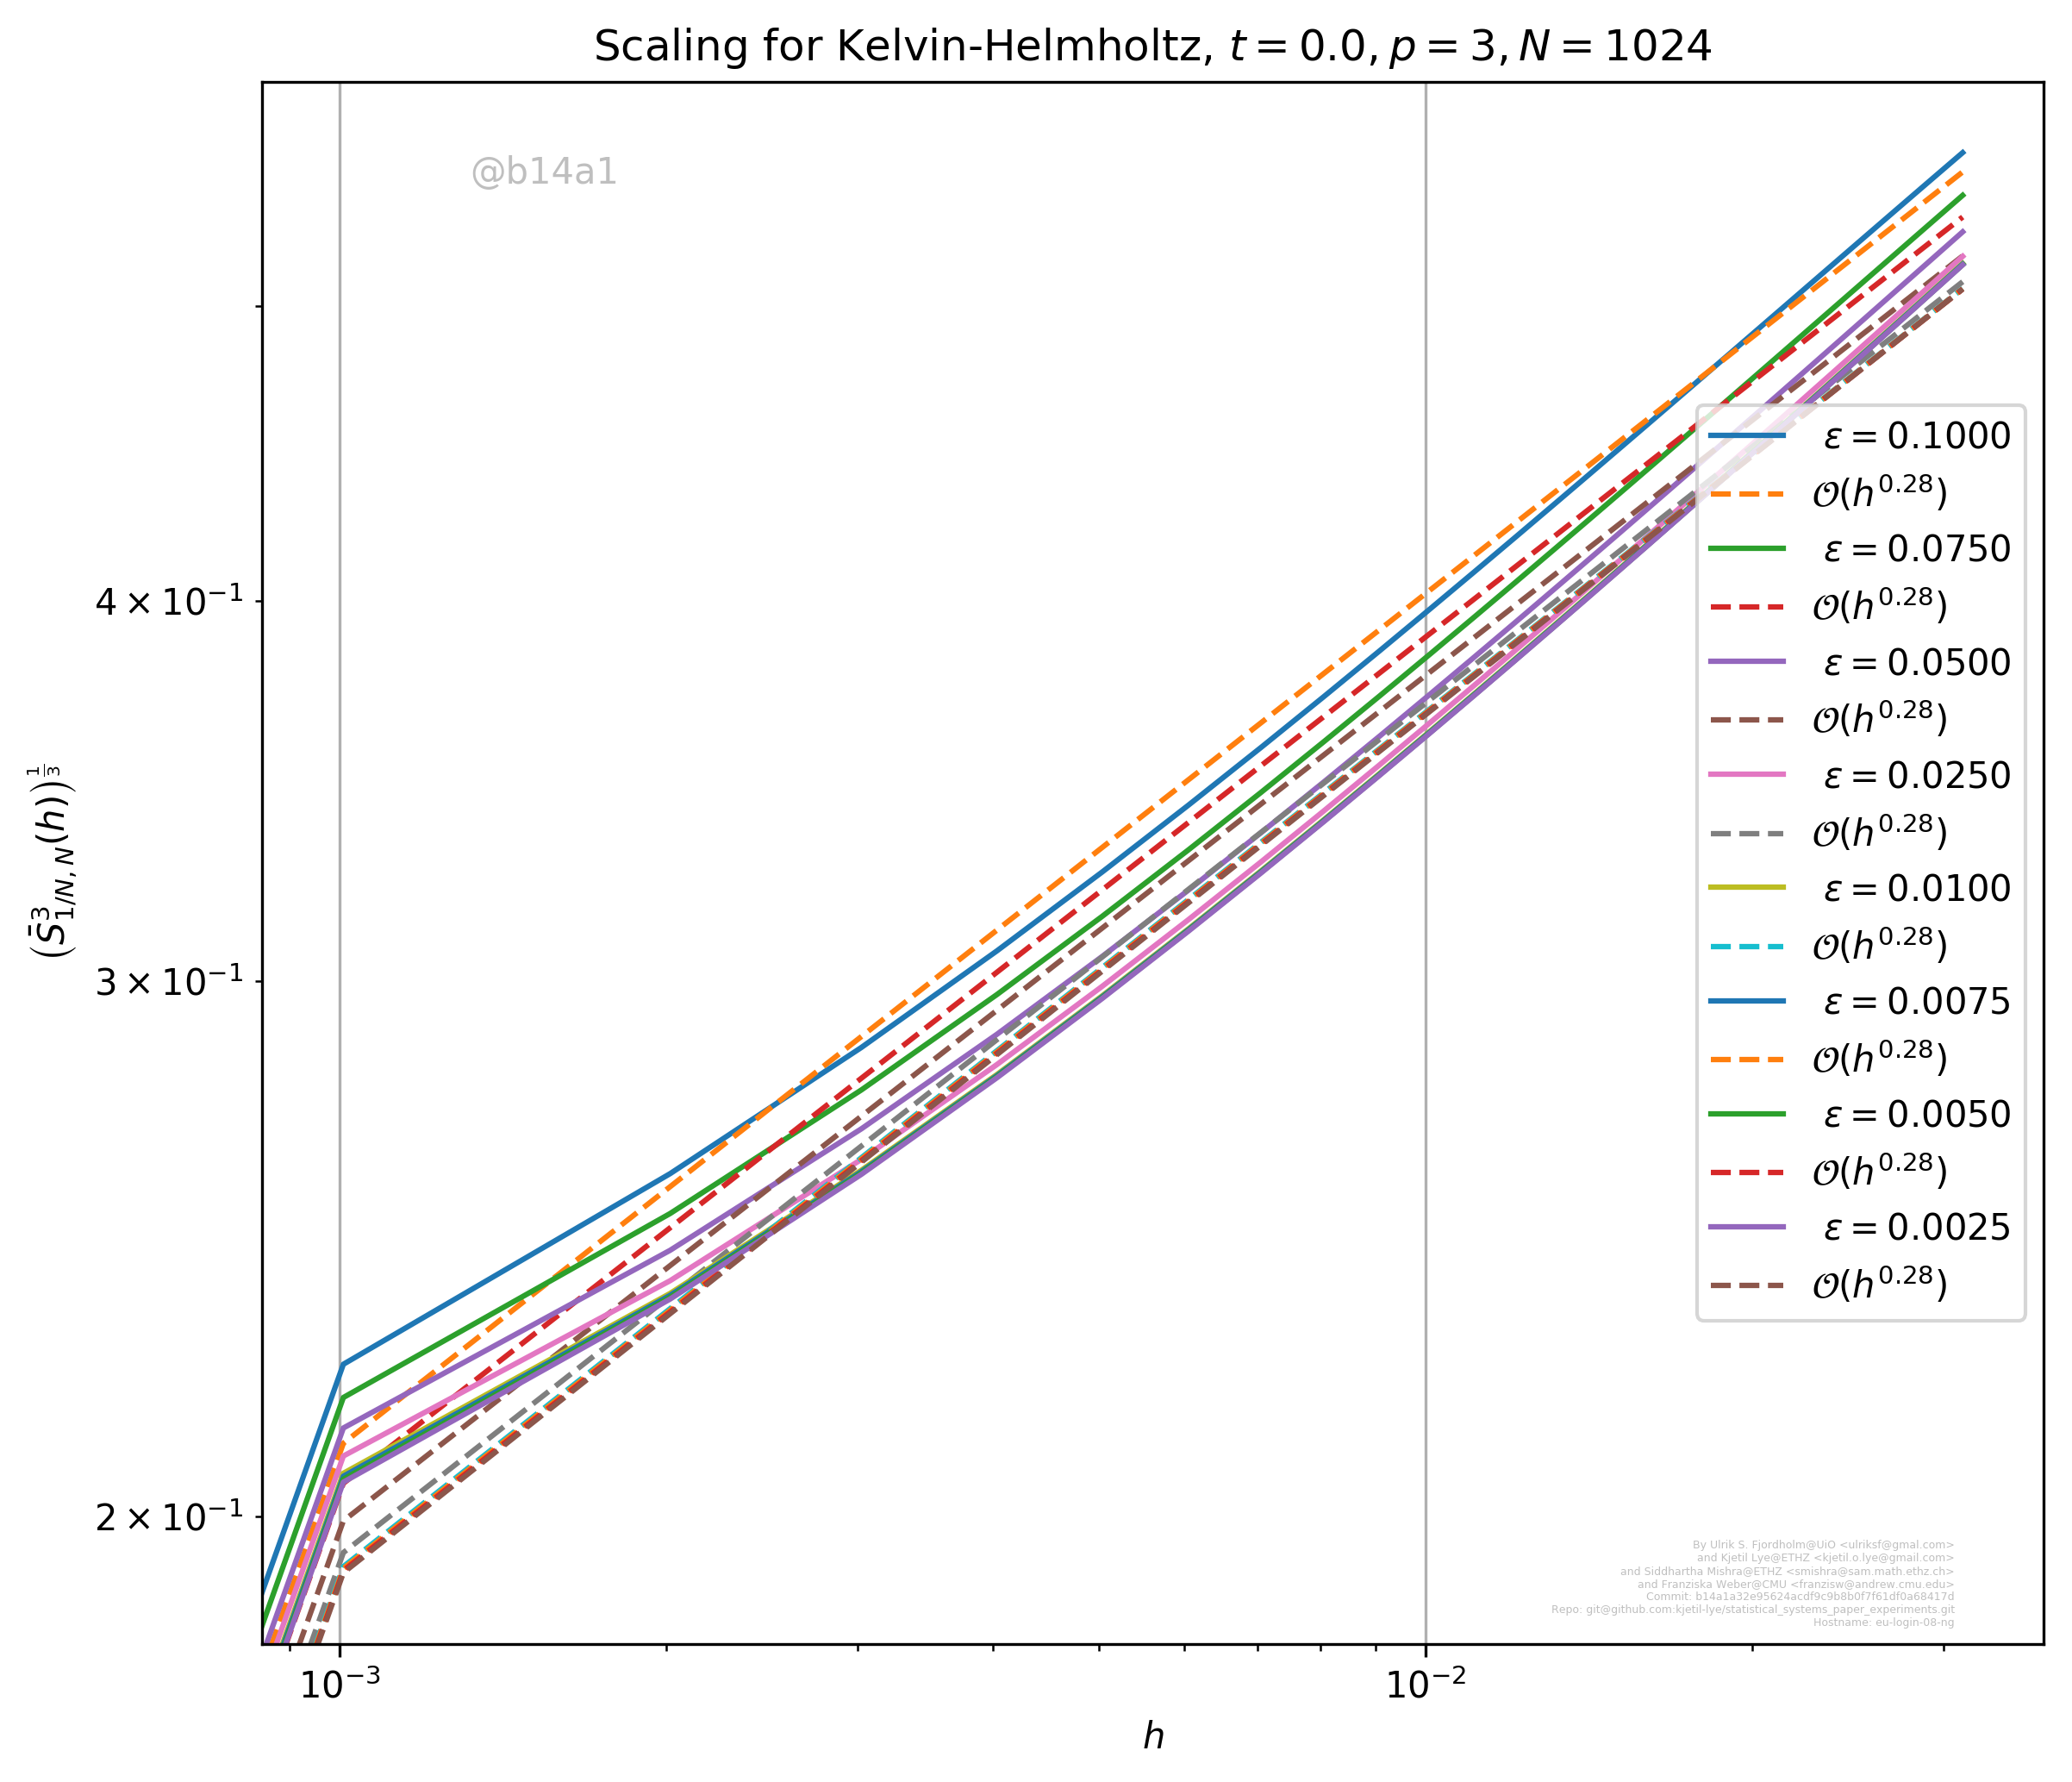 Scaling for Kelvin-Helmholtz, t = 0.0, p = 3, N = 1024
@b14a1
4 × 10⁻¹
3 × 10⁻¹
2 × 10⁻¹
(S̄³₁/N, N(h))^(1/3)
10⁻³
10⁻²
h
ε = 0.1000
𝒪(h^0.28)
ε = 0.0750
𝒪(h^0.28)
ε = 0.0500
𝒪(h^0.28)
ε = 0.0250
𝒪(h^0.28)
ε = 0.0100
𝒪(h^0.28)
ε = 0.0075
𝒪(h^0.28)
ε = 0.0050
𝒪(h^0.28)
ε = 0.0025
𝒪(h^0.28)
By Ulrik S. Fjordholm@UiO <ulriksf@gmal.com>
and Kjetil Lye@ETHZ <kjetil.o.lye@gmail.com>
and Siddhartha Mishra@ETHZ <smishra@sam.math.ethz.ch>
and Franziska Weber@CMU <franzisw@andrew.cmu.edu>
Commit: b14a1a32e95624acdf9c9b8b0f7f61df0a68417d
Repo: git@github.com:kjetil-lye/statistical_systems_paper_experiments.git
Hostname: eu-login-08-ng